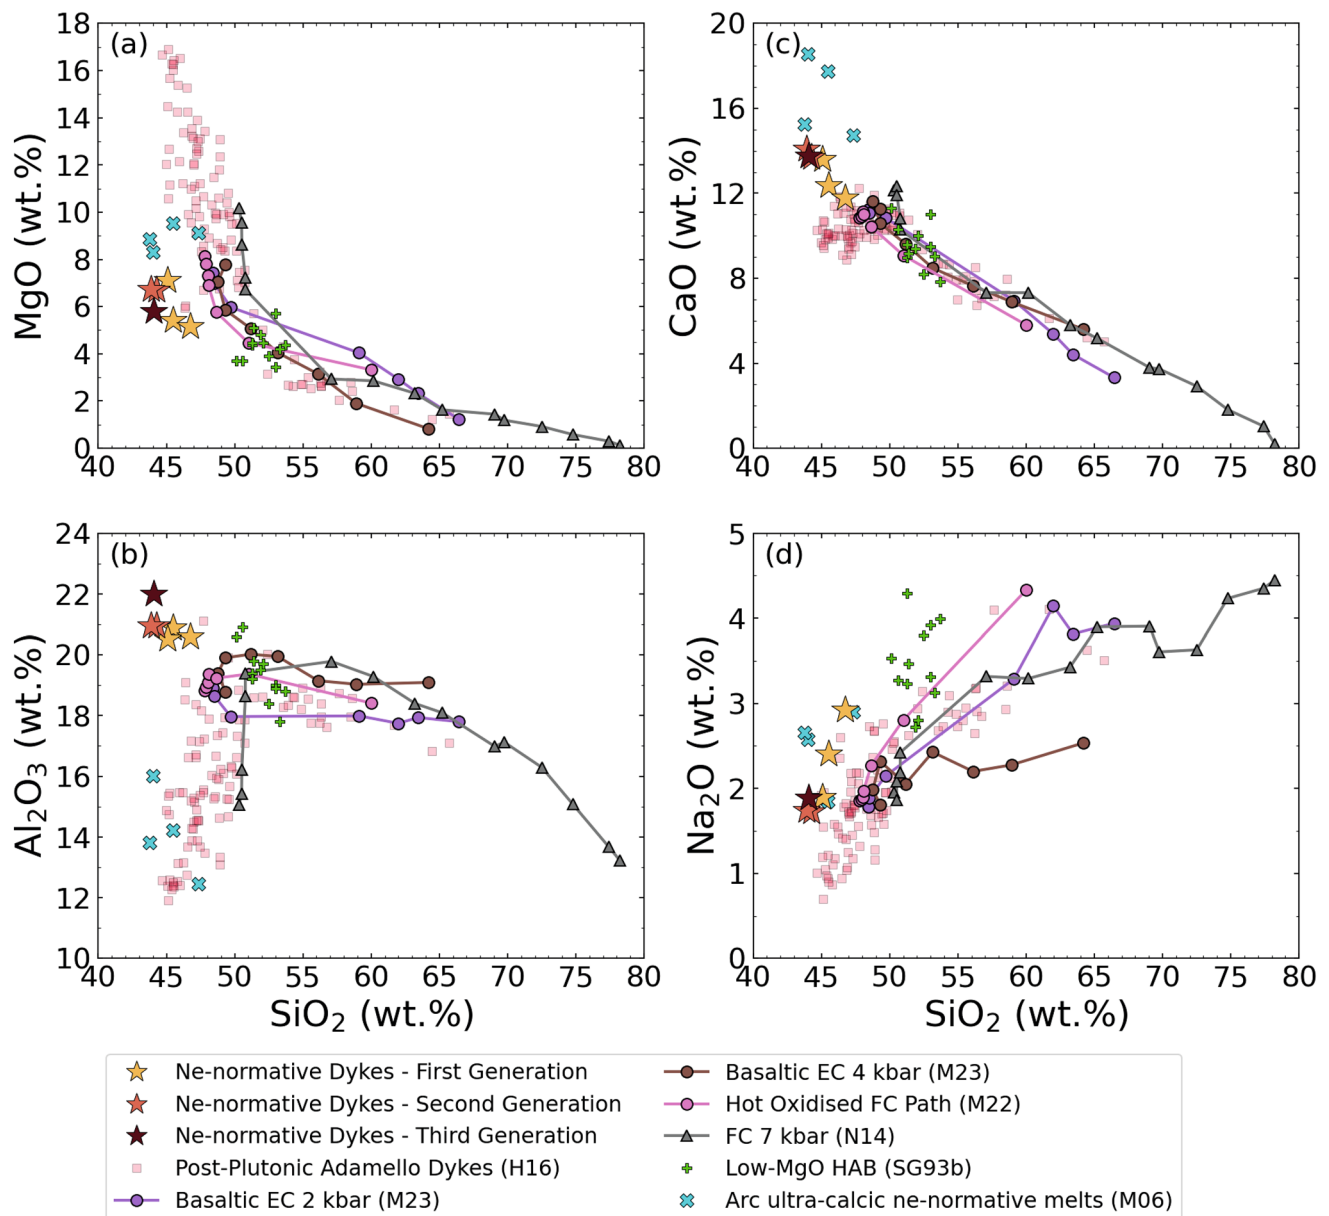 (a)
MgO (wt.%)
18
16
14
12
10
8
6
4
2
0
40 45 50 55 60 65 70 75 80
(c)
CaO (wt.%)
20
16
12
8
4
0
40 45 50 55 60 65 70 75 80
(b)
Al₂O₃ (wt.%)
24
22
20
18
16
14
12
10
40 45 50 55 60 65 70 75 80
SiO₂ (wt.%)
(d)
Na₂O (wt.%)
5
4
3
2
1
0
40 45 50 55 60 65 70 75 80
SiO₂ (wt.%)
Ne-normative Dykes - First Generation
Ne-normative Dykes - Second Generation
Ne-normative Dykes - Third Generation
Post-Plutonic Adamello Dykes (H16)
Basaltic EC 2 kbar (M23)
Basaltic EC 4 kbar (M23)
Hot Oxidised FC Path (M22)
FC 7 kbar (N14)
Low-MgO HAB (SG93b)
Arc ultra-calcic ne-normative melts (M06)